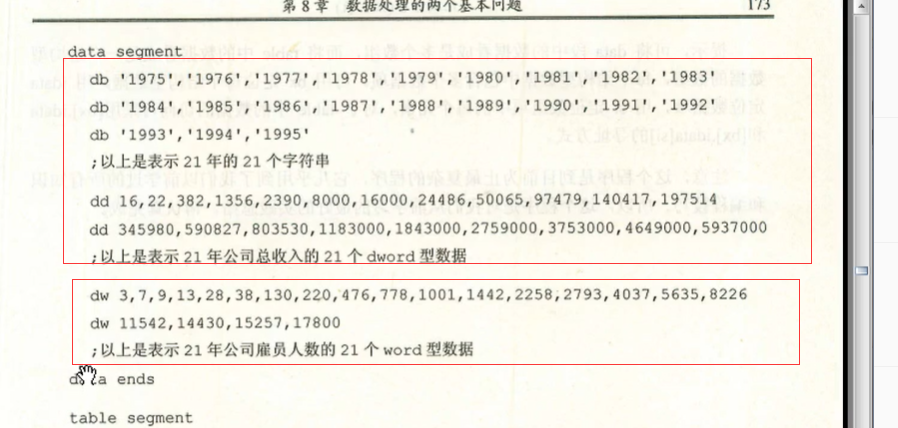 第 8 章 数据处理的两个基本问题 173
data segment
db '1975','1976','1977','1978','1979','1980','1981','1982','1983'
db '1984','1985','1986','1987','1988','1989','1990','1991','1992'
db '1993','1994','1995'
;以上是表示 21 年的 21 个字符串
dd 16,22,382,1356,2390,8000,16000,24486,50065,97479,140417,197514
dd 345980,590827,803530,1183000,1843000,2759000,3753000,4649000,5937000
;以上是表示 21 年公司总收入的 21 个 dword 型数据
dw 3,7,9,13,28,38,130,220,476,778,1001,1442,2258,2793,4037,5635,8226
dw 11542,14430,15257,17800
;以上是表示 21 年公司雇员人数的 21 个 word 型数据
ends
table segment